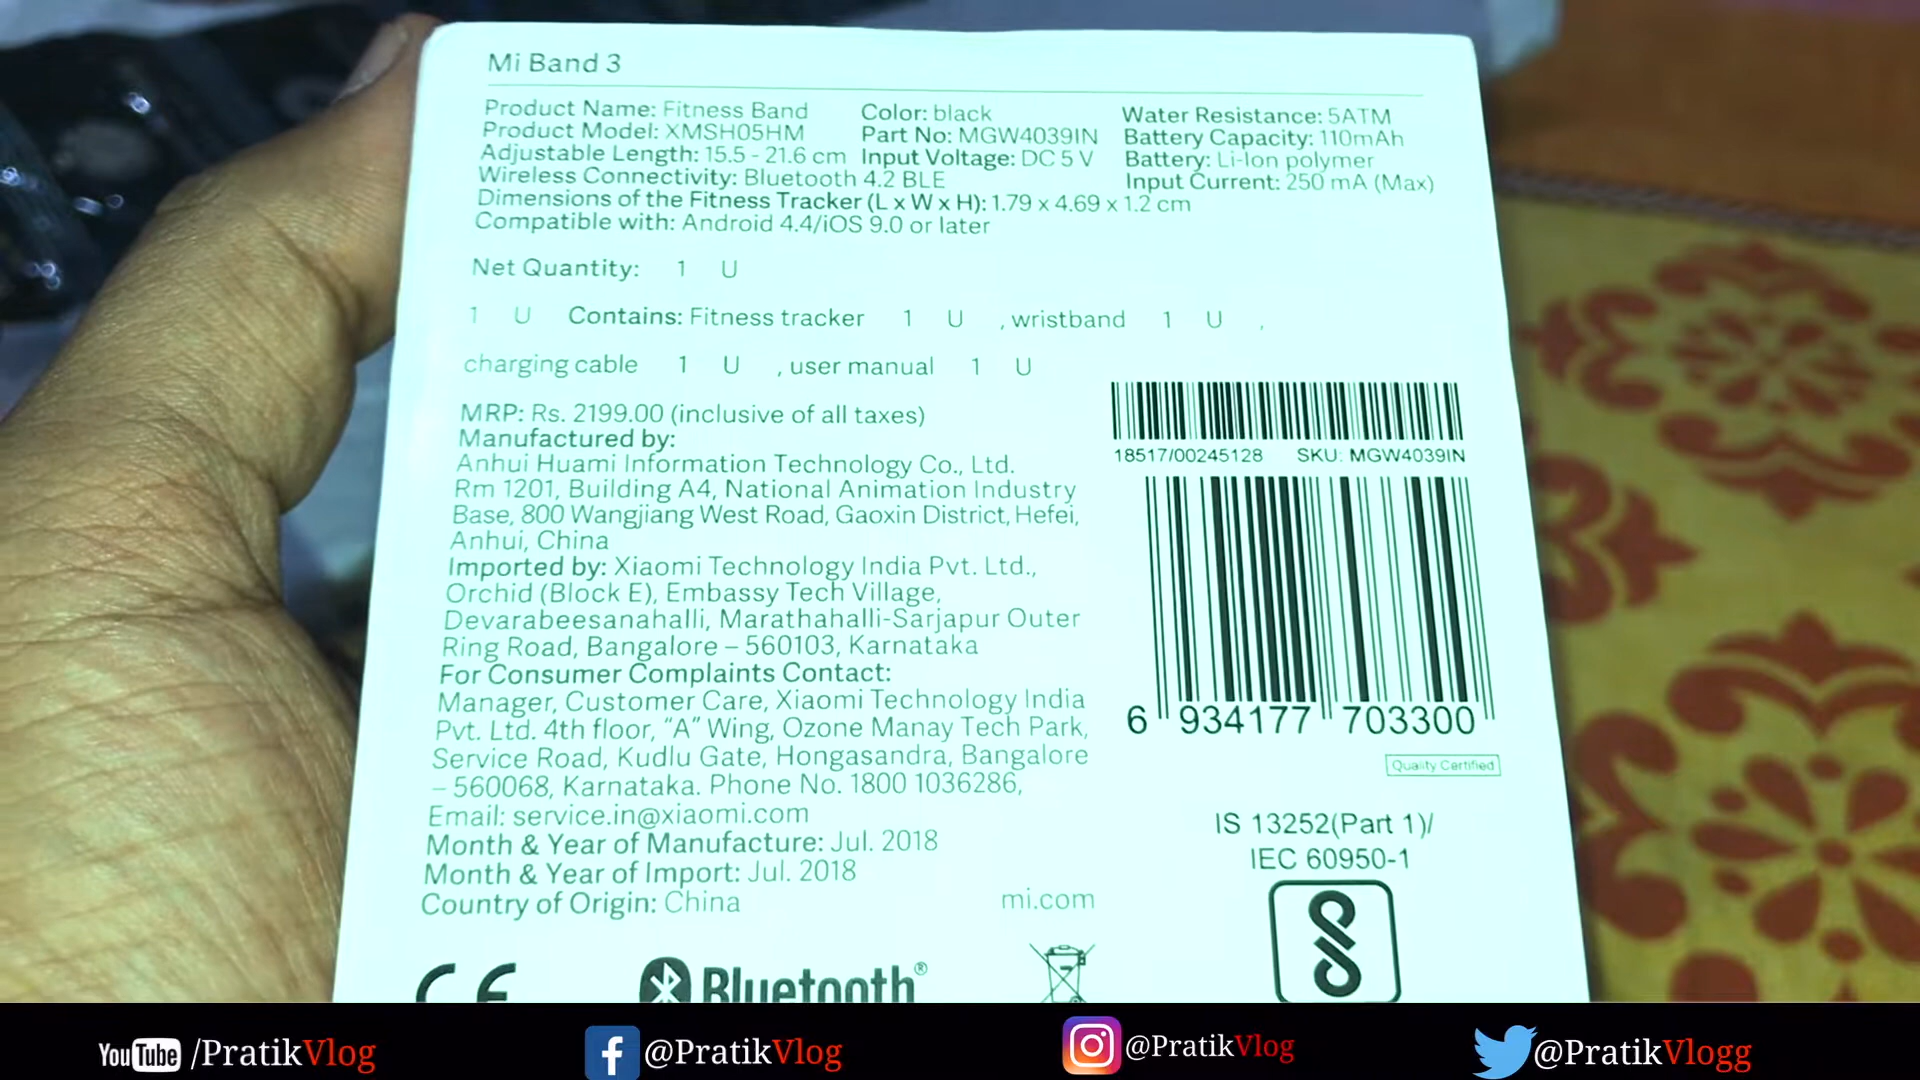 Mi Band 3
Product Name: Fitness Band
Color: black
Water Resistance: 5ATM
Product Model: XMSH05HM
Part No: MGW4039IN
Battery Capacity: 110mAh
Adjustable Length: 15.5 - 21.6 cm
Input Voltage: DC 5 V
Battery: Li-Ion polymer
Wireless Connectivity: Bluetooth 4.2 BLE
Input Current: 250 mA (Max)
Dimensions of the Fitness Tracker (L x W x H): 1.79 x 4.69 x 1.2 cm
Compatible with: Android 4.4/iOS 9.0 or later
Net Quantity: 1 U
1 U Contains: Fitness tracker 1 U , wristband 1 U ,
charging cable 1 U , user manual 1 U
MRP: Rs. 2199.00 (inclusive of all taxes)
Manufactured by:
Anhui Huami Information Technology Co., Ltd.
Rm 1201, Building A4, National Animation Industry
Base, 800 Wangjiang West Road, Gaoxin District, Hefei,
Anhui, China
Imported by: Xiaomi Technology India Pvt. Ltd.,
Orchid (Block E), Embassy Tech Village,
Devarabeesanahalli, Marathahalli-Sarjapur Outer
Ring Road, Bangalore – 560103, Karnataka
For Consumer Complaints Contact:
Manager, Customer Care, Xiaomi Technology India
Pvt. Ltd. 4th floor, “A” Wing, Ozone Manay Tech Park,
Service Road, Kudlu Gate, Hongasandra, Bangalore
– 560068, Karnataka. Phone No. 1800 1036286,
Email: service.in@xiaomi.com
Month & Year of Manufacture: Jul. 2018
Month & Year of Import: Jul. 2018
Country of Origin: China
mi.com
18517/00245128 SKU: MGW4039IN
6 934177 703300
Quality Certified
IS 13252(Part 1)/
IEC 60950-1
CE
Bluetooth®
YouTube /PratikVlog
@PratikVlog
@PratikVlog
@PratikVlogg